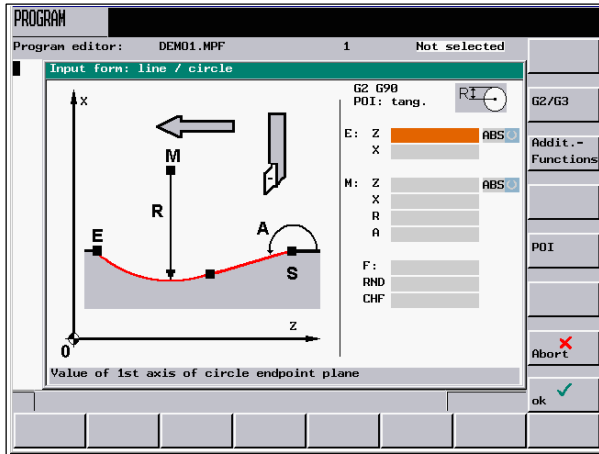 PROGRAM
Program editor: DEMO1.MPF 1 Not selected
Input form: line / circle
G2 G90
POI: tang.
R
X
M
R
E
A
S
Z
0
E: Z ABS
X
M: Z ABS
X
R
A
F:
RND
CHF
Value of 1st axis of circle endpoint plane
G2/G3
Addit.-
Functions
POI
Abort
ok